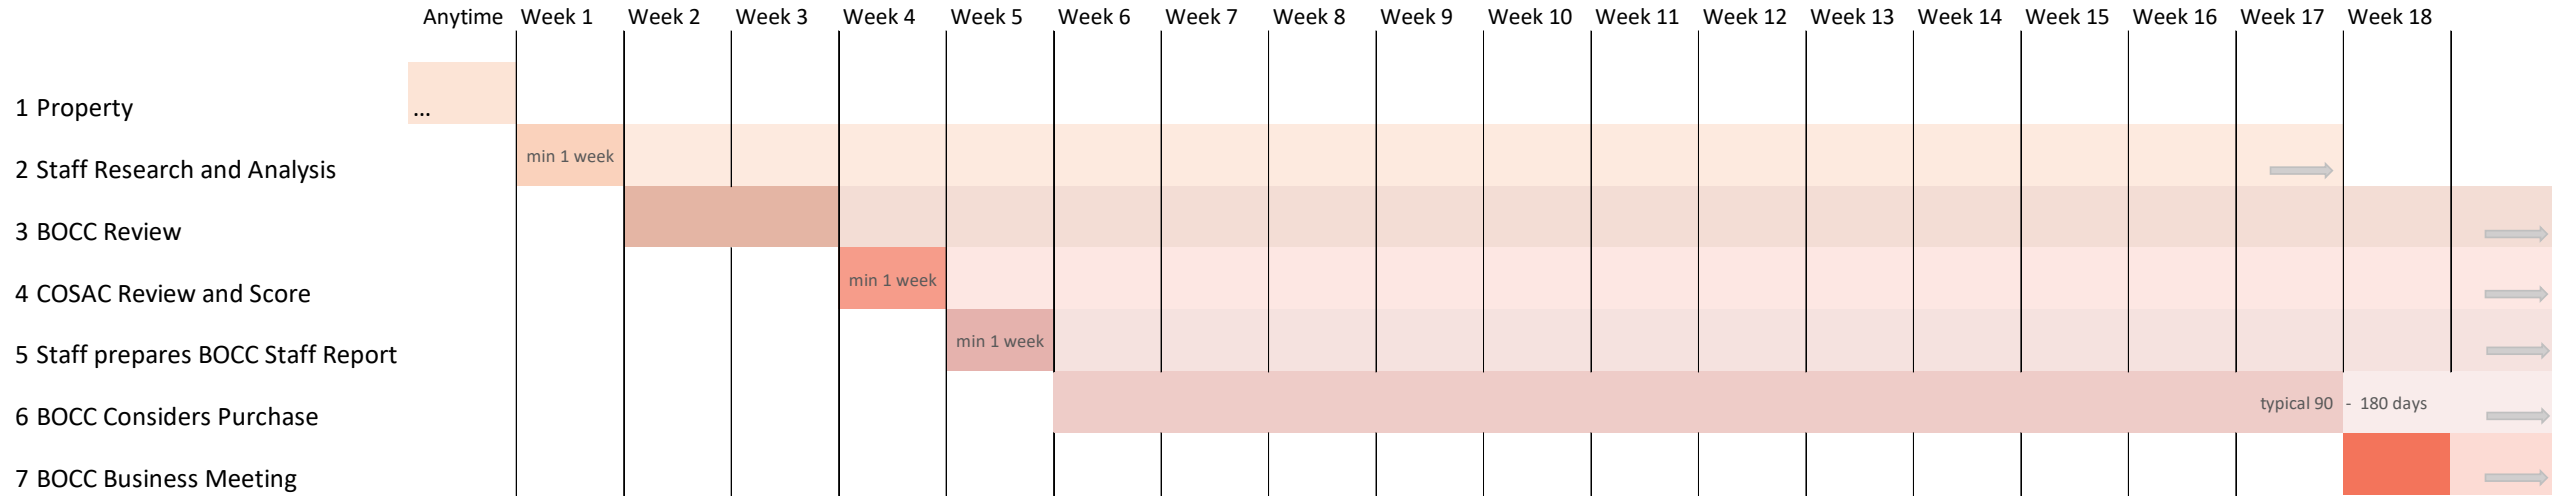 Anytime Week 1 Week 2 Week 3 Week 4 Week 5 Week 6 Week 7 Week 8 Week 9 Week 10 Week 11 Week 12 Week 13 Week 14 Week 15 Week 16 Week 17 Week 18
1 Property ...
2 Staff Research and Analysis min 1 week
3 BOCC Review
4 COSAC Review and Score min 1 week
5 Staff prepares BOCC Staff Report min 1 week
6 BOCC Considers Purchase typical 90 - 180 days
7 BOCC Business Meeting